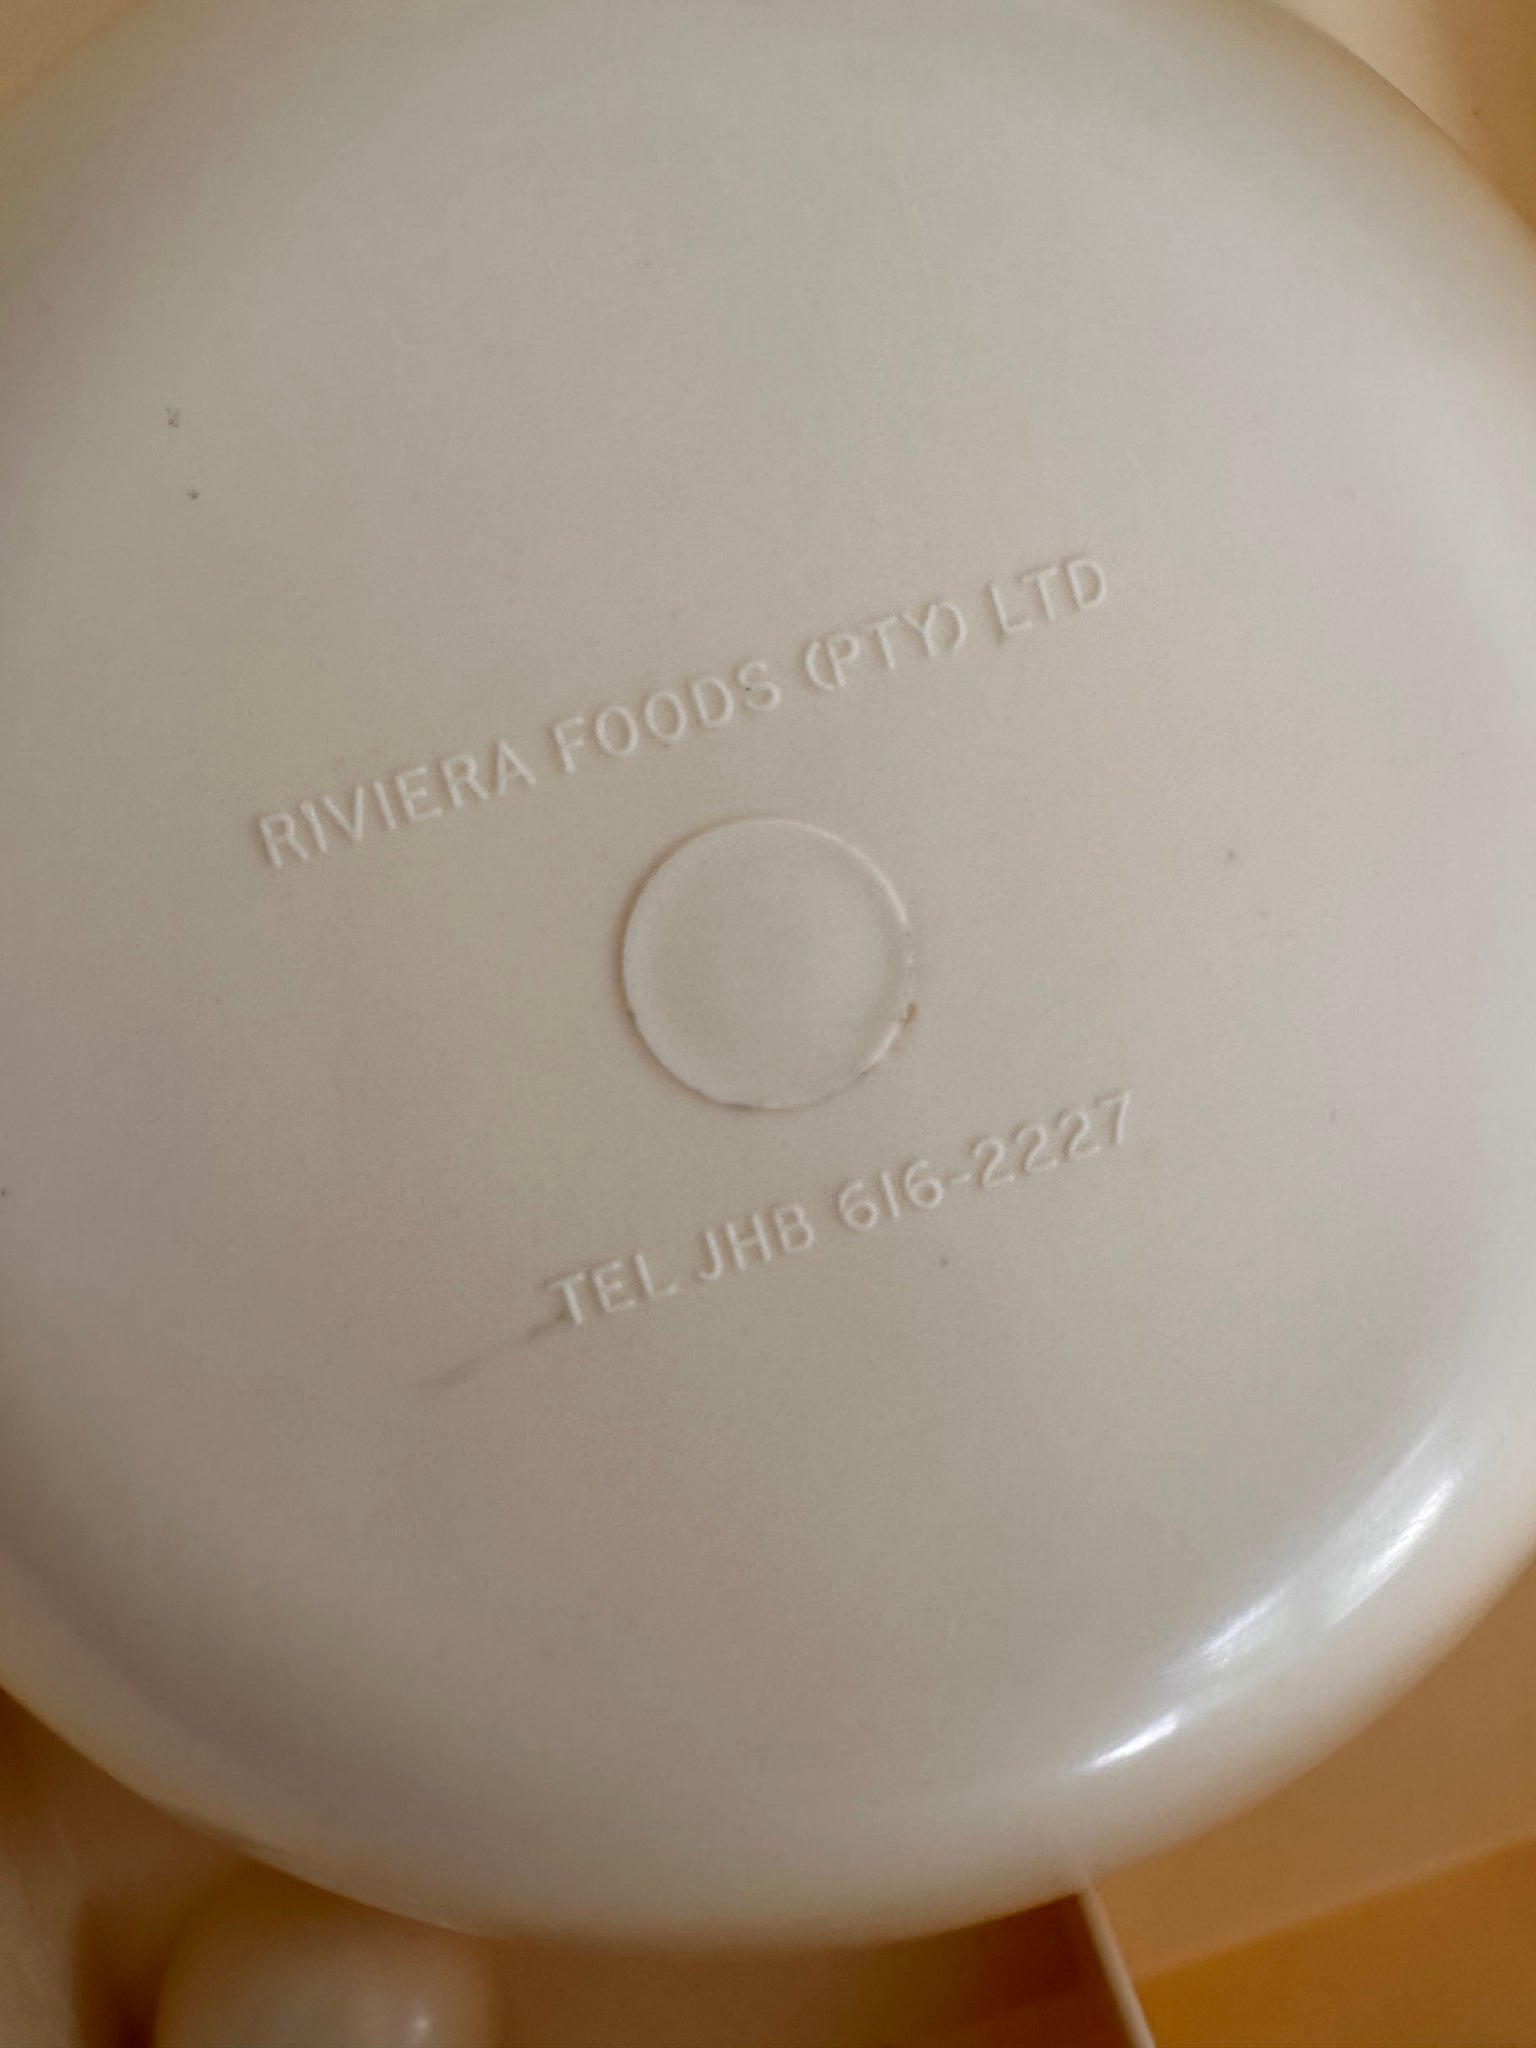 RIVIERA FOODS (PTY) LTD
TEL JHB 616-2227